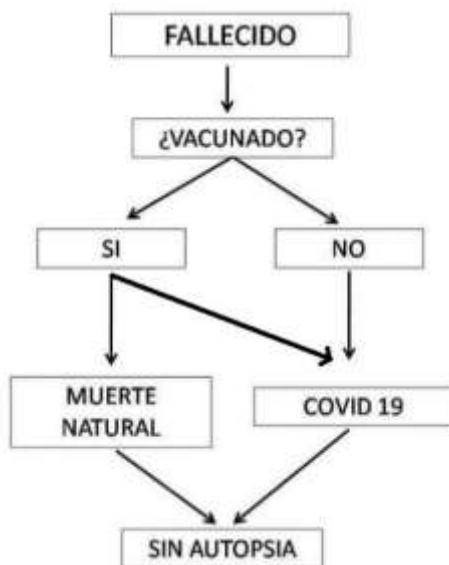 FALLECIDO
¿VACUNADO?
SI
NO
MUERTE
NATURAL
COVID 19
SIN AUTOPSIA